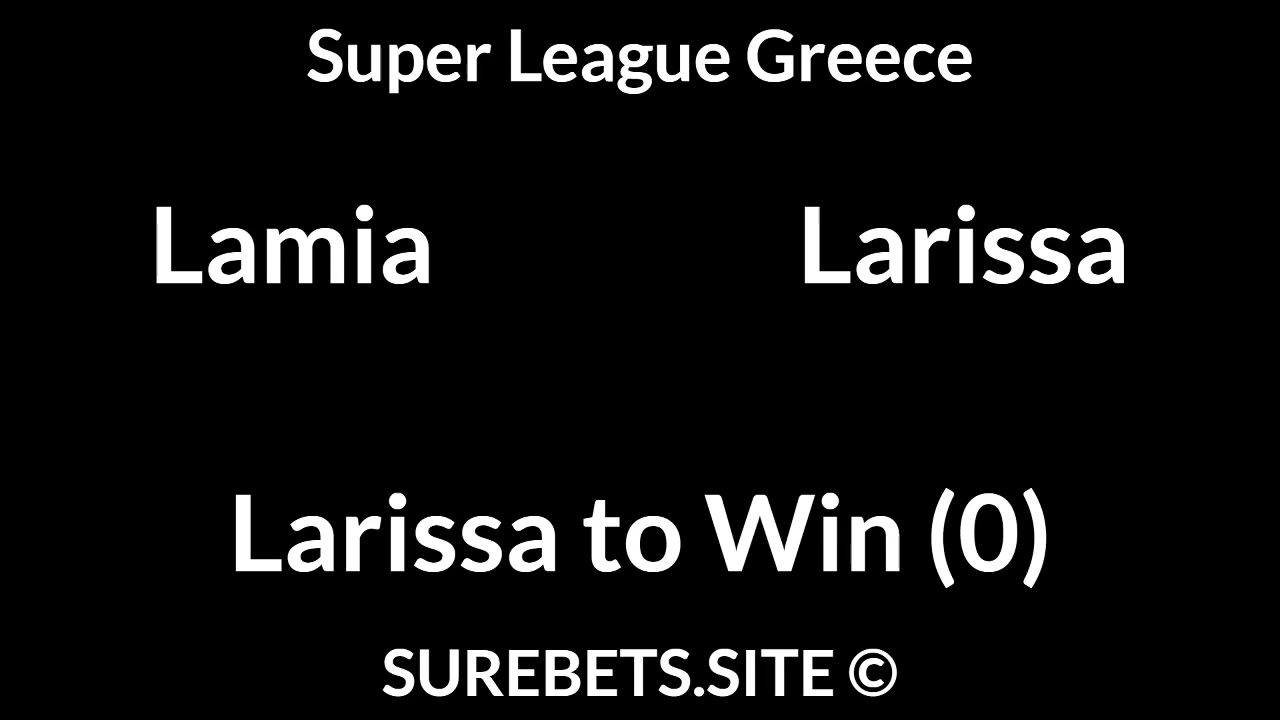 Super League Greece
Lamia Larissa
Larissa to Win (0)
SUREBETS.SITE ©